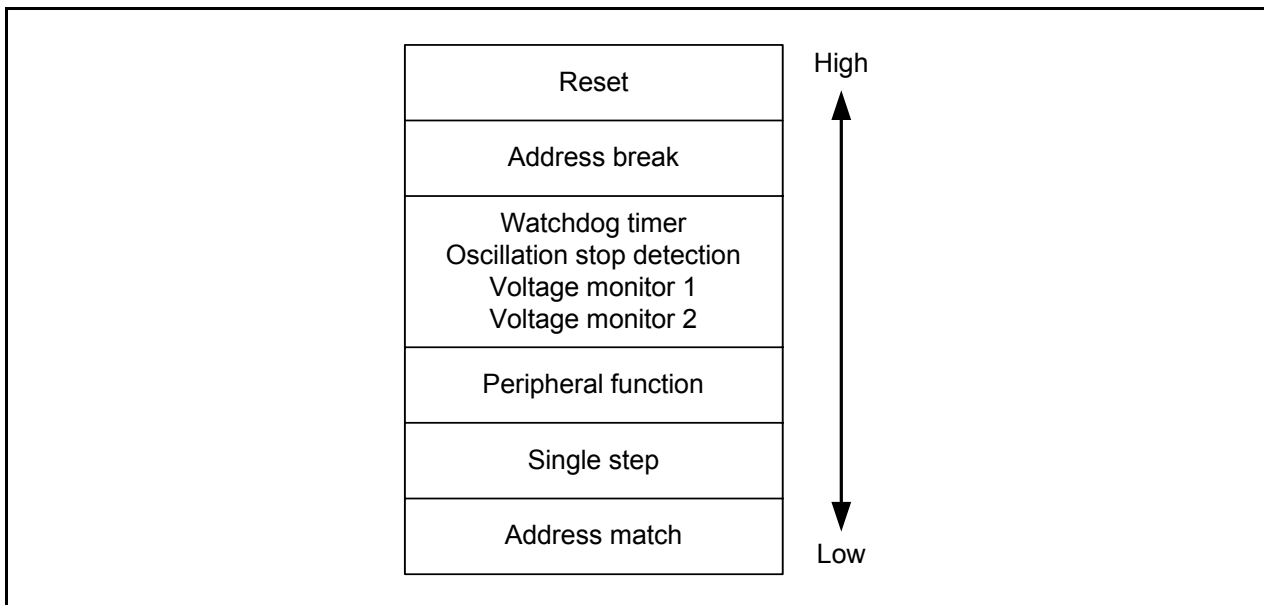 Reset
High
Address break
Watchdog timer
Oscillation stop detection
Voltage monitor 1
Voltage monitor 2
Peripheral function
Single step
Address match
Low